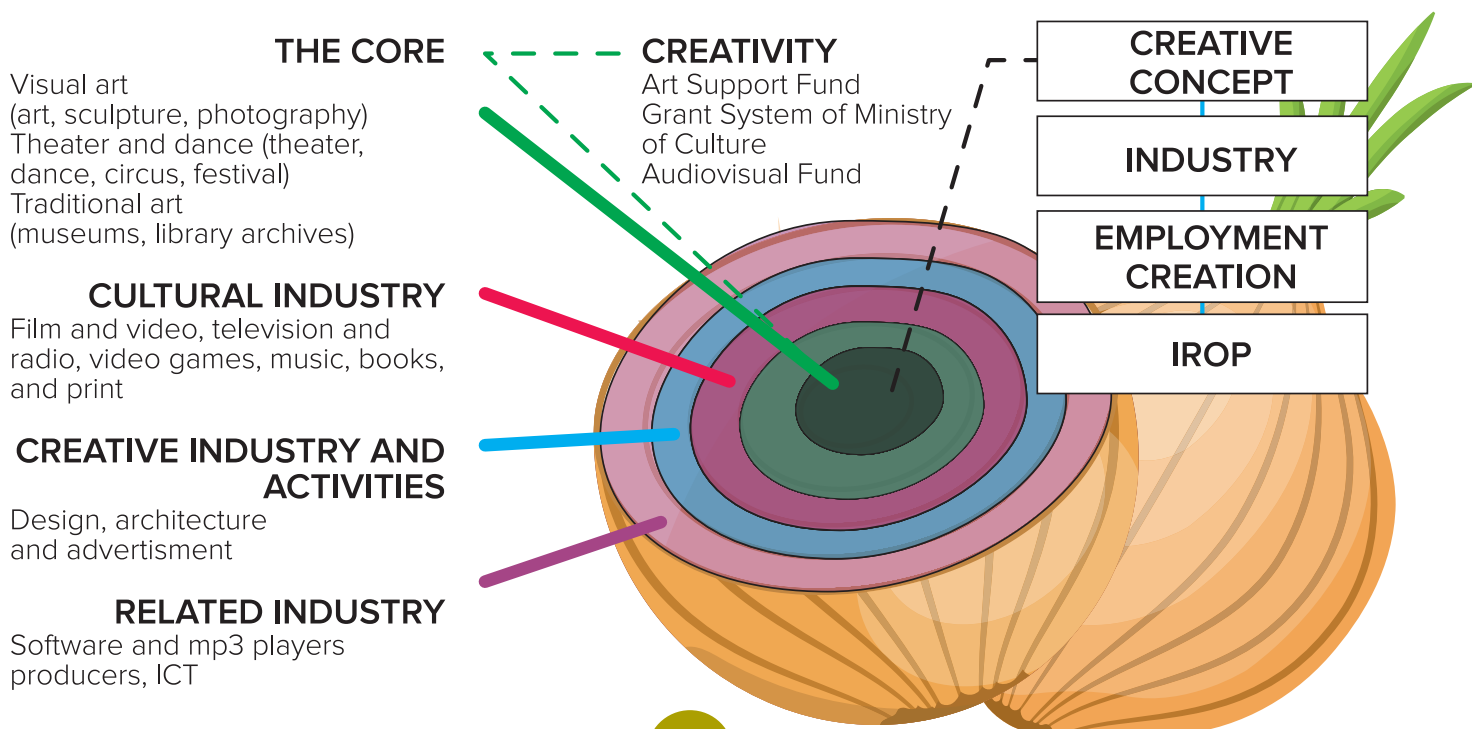 THE CORE
Visual art
(art, sculpture, photography)
Theater and dance (theater,
dance, circus, festival)
Traditional art
(museums, library archives)
CULTURAL INDUSTRY
Film and video, television and
radio, video games, music, books,
and print
CREATIVE INDUSTRY AND
ACTIVITIES
Design, architecture
and advertisment
RELATED INDUSTRY
Software and mp3 players
producers, ICT
CREATIVITY
Art Support Fund
Grant System of Ministry
of Culture
Audiovisual Fund
CREATIVE
CONCEPT
INDUSTRY
EMPLOYMENT
CREATION
IROP